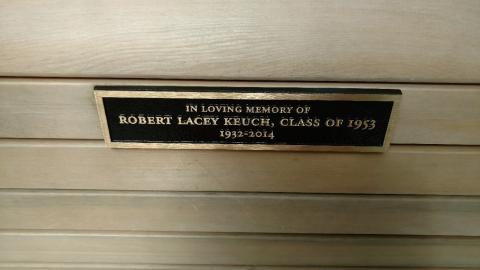 IN LOVING MEMORY OF
ROBERT LACEY KEUCH, CLASS OF 1953
1932-2014